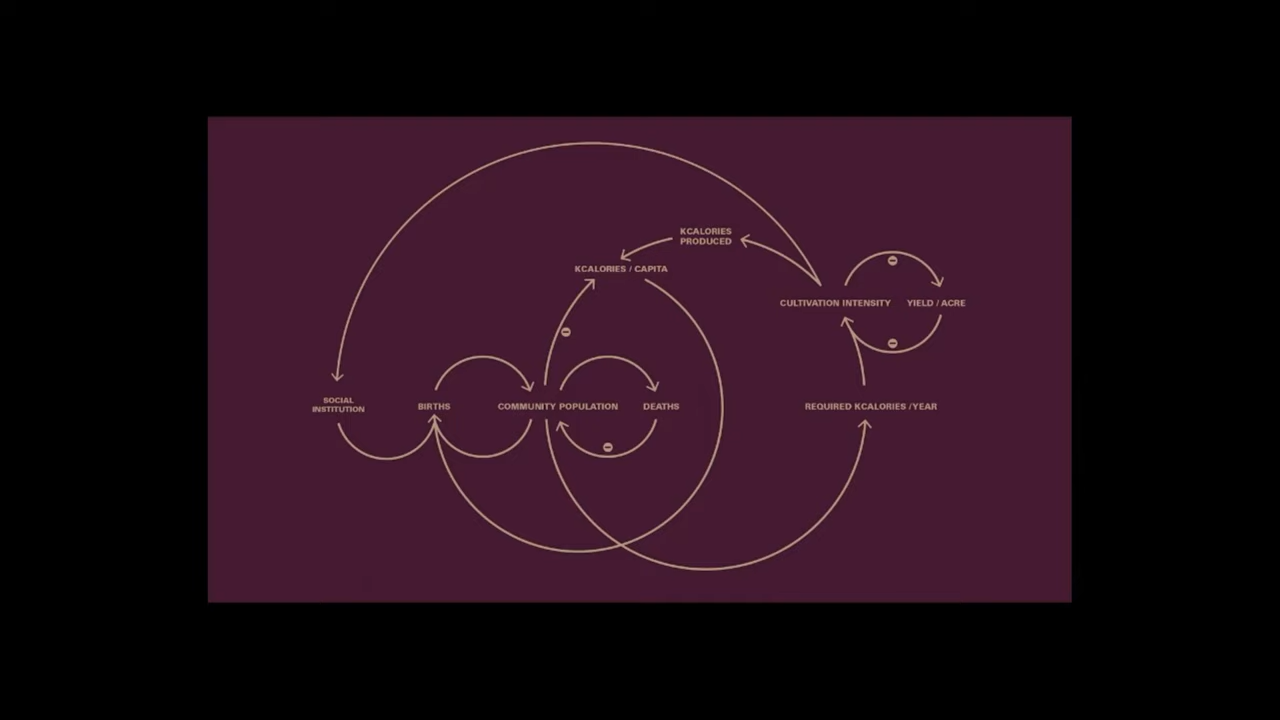 KCALORIES
PRODUCED
KCALORIES / CAPITA
CULTIVATION INTENSITY
YIELD / ACRE
SOCIAL
INSTITUTION
BIRTHS
COMMUNITY POPULATION
DEATHS
REQUIRED KCALORIES /YEAR